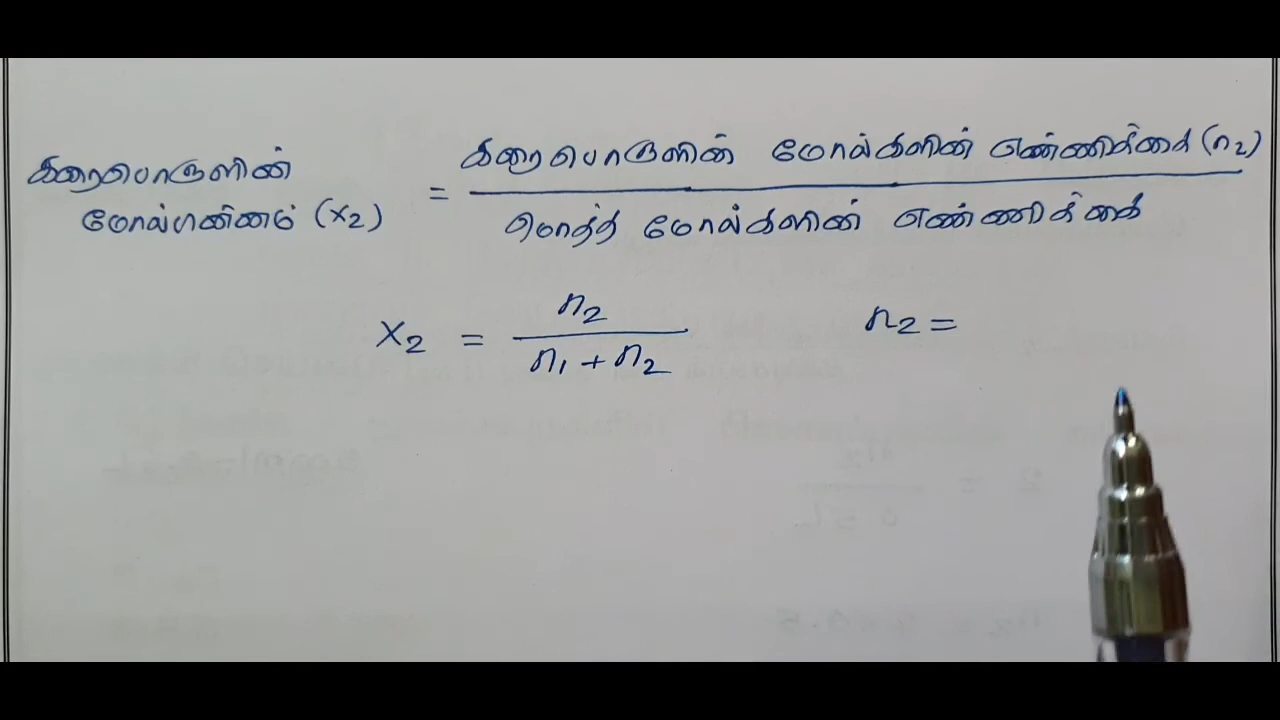 கரைபொருளின் = கரைபொருளின் மோல்களின் எண்ணிக்கை (n2)
மோல்பின்னம் (x2) மொத்த மோல்களின் எண்ணிக்கை
x2 = n2 / n1 + n2 n2 =